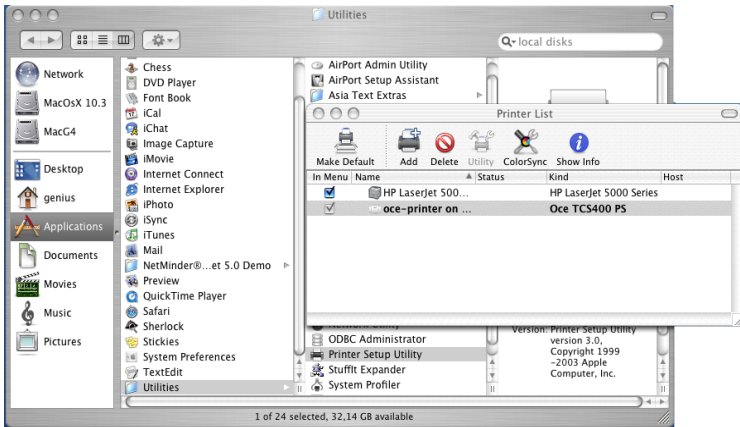 Utilities
local disks
Network
MacOsX 10.3
MacG4
Desktop
genius
Applications
Documents
Movies
Music
Pictures
Chess
DVD Player
Font Book
iCal
iChat
Image Capture
iMovie
Internet Connect
Internet Explorer
iPhoto
iSync
iTunes
Mail
NetMinder®...et 5.0 Demo
Preview
QuickTime Player
Safari
Sherlock
Stickies
System Preferences
TextEdit
Utilities
AirPort Admin Utility
AirPort Setup Assistant
Asia Text Extras
Printer List
Make Default Add Delete Utility ColorSync Show Info
In Menu Name Status Kind Host
HP LaserJet 500... HP LaserJet 5000 Series
oce-printer on ... Oce TCS400 PS
ODBC Administrator
Printer Setup Utility
StuffIt Expander
System Profiler
Version: Printer Setup Utility
version 3.0,
Copyright 1999
-2003 Apple
Computer, Inc.
1 of 24 selected, 32,14 GB available